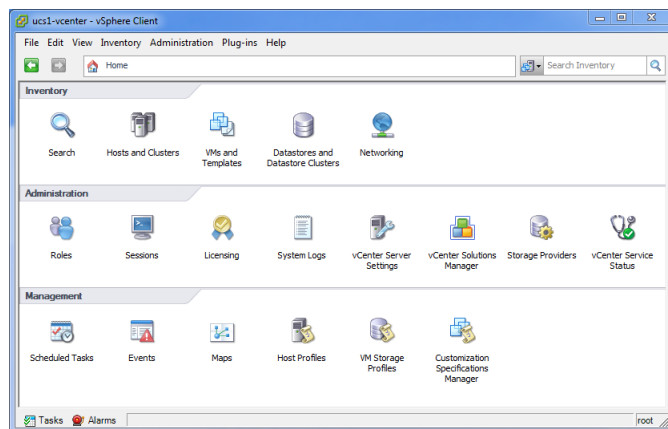 ucs1-vcenter - vSphere Client
File Edit View Inventory Administration Plug-ins Help
Home
Search Inventory
Inventory
Search
Hosts and Clusters
VMs and
Templates
Datastores and
Datastore Clusters
Networking
Administration
Roles
Sessions
Licensing
System Logs
vCenter Server
Settings
vCenter Solutions
Manager
Storage Providers
vCenter Service
Status
Management
Scheduled Tasks
Events
Maps
Host Profiles
VM Storage
Profiles
Customization
Specifications
Manager
Tasks Alarms root